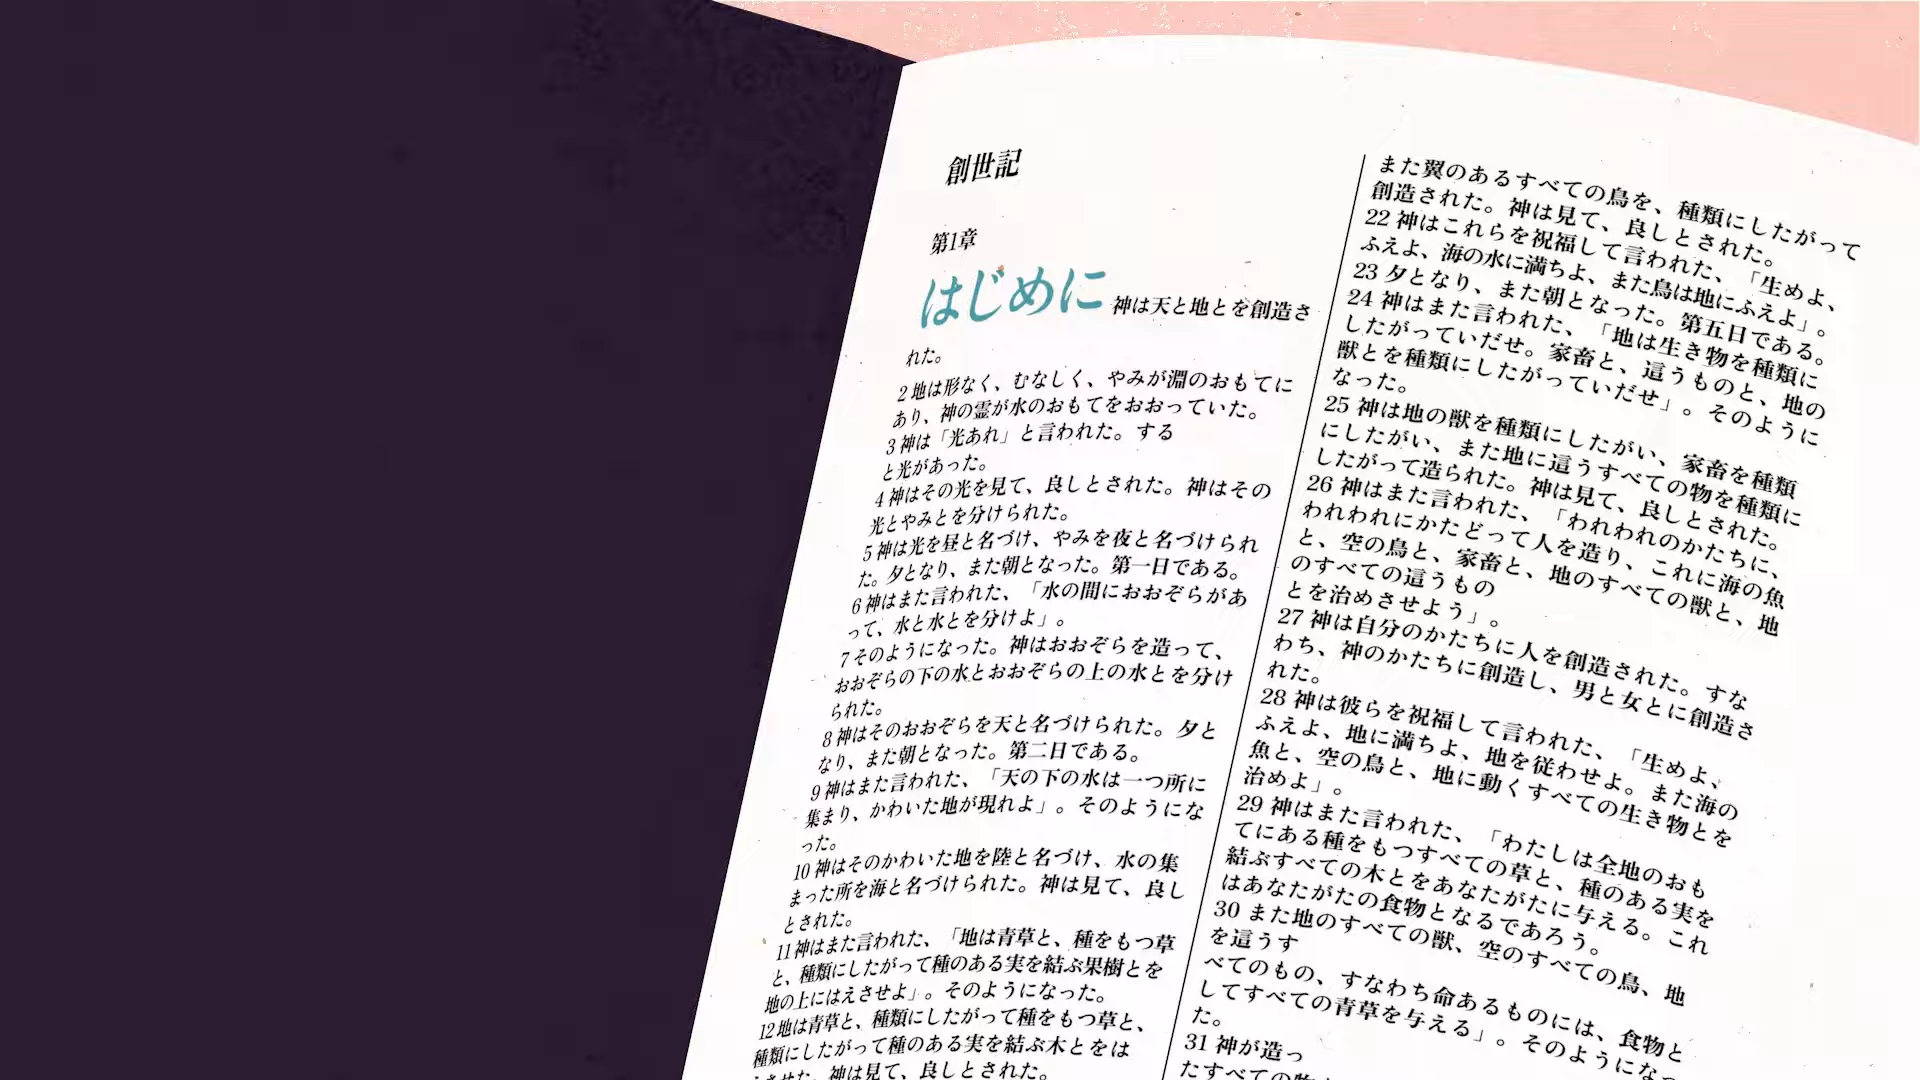 創世記
第1章
はじめに 神は天と地とを創造さ
れた。
2 地は形なく、むなしく、やみが淵のおもてに
あり、神の霊が水のおもてをおおっていた。
3 神は「光あれ」と言われた。する
と光があった。
4 神はその光を見て、良しとされた。神はその
光とやみとを分けられた。
5 神は光を昼と名づけ、やみを夜と名づけられ
た。夕となり、また朝となった。第一日である。
6 神はまた言われた、「水の間におおぞらがあ
って、水と水とを分けよ」。
7 そのようになった。神はおおぞらを造って、
おおぞらの下の水とおおぞらの上の水とを分け
られた。
8 神はそのおおぞらを天と名づけられた。夕と
なり、また朝となった。第二日である。
9 神はまた言われた、「天の下の水は一つ所に
集まり、かわいた地が現れよ」。そのようにな
った。
10 神はそのかわいた地を陸と名づけ、水の集
まった所を海と名づけられた。神は見て、良し
とされた。
11 神はまた言われた、「地は青草と、種をもつ草
と、種類にしたがって種のある実を結ぶ果樹とを
地の上にはえさせよ」。そのようになった。
12 地は青草と、種類にしたがって種をもつ草と、
種類にしたがって種のある実を結ぶ木とをは
えさせた。神は見て、良しとされた。
また翼のあるすべての鳥を、種類にしたがって
創造された。神は見て、良しとされた。
22 神はこれらを祝福して言われた、「生めよ、
ふえよ、海の水に満ちよ、また鳥は地にふえよ」。
23 夕となり、また朝となった。第五日である。
24 神はまた言われた、「地は生き物を種類に
したがっていだせ。家畜と、這うものと、地の
獣とを種類にしたがっていだせ」。そのように
なった。
25 神は地の獣を種類にしたがい、家畜を種類
にしたがい、また地に這うすべての物を種類に
したがって造られた。神は見て、良しとされた。
26 神はまた言われた、「われわれのかたちに、
われわれにかたどって人を造り、これに海の魚
と、空の鳥と、家畜と、地のすべての獣と、地
のすべての這うもの
とを治めさせよう」。
27 神は自分のかたちに人を創造された。すな
わち、神のかたちに創造し、男と女とに創造さ
れた。
28 神は彼らを祝福して言われた、「生めよ、
ふえよ、地に満ちよ、地を従わせよ。また海の
魚と、空の鳥と、地に動くすべての生き物とを
治めよ」。
29 神はまた言われた、「わたしは全地のおも
てにある種をもつすべての草と、種のある実を
結ぶすべての木とをあなたがたに与える。これ
はあなたがたの食物となるであろう。
30 また地のすべての獣、空のすべての鳥、地
を這うす
べてのもの、すなわち命あるものには、食物と
してすべての青草を与える」。そのようになっ
た。
31 神が造っ
たすべての